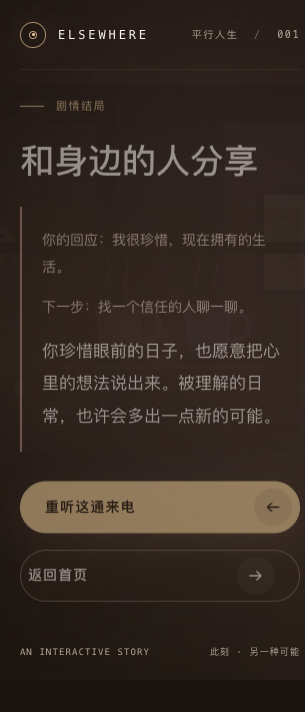 ELSEWHERE
平行人生 / 001
剧情结局
和身边的人分享
你的回应：我很珍惜，现在拥有的生
活。
下一步：找一个信任的人聊一聊。
你珍惜眼前的日子，也愿意把心
里的想法说出来。被理解的日
常，也许会多出一点新的可能。
重听这通来电 ←
返回首页 →
AN INTERACTIVE STORY
此刻 · 另一种可能